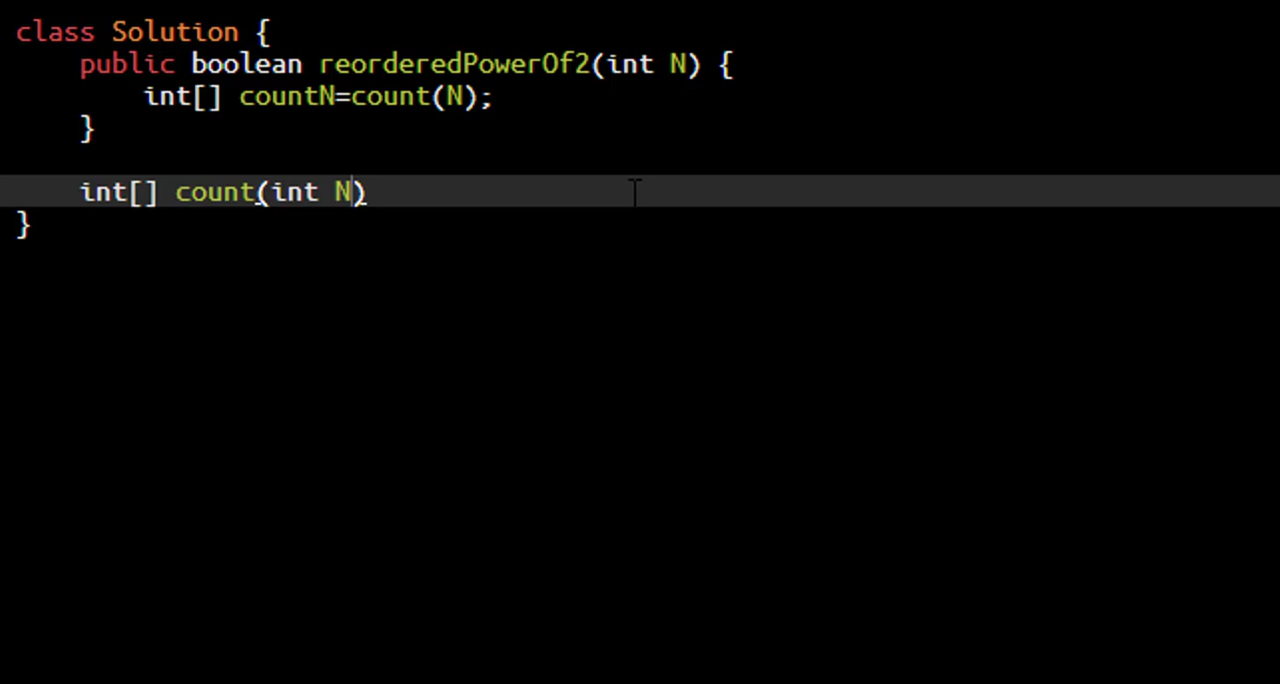 class Solution {
    public boolean reorderedPowerOf2(int N) {
        int[] countN=count(N);
    }

    int[] count(int N)
}